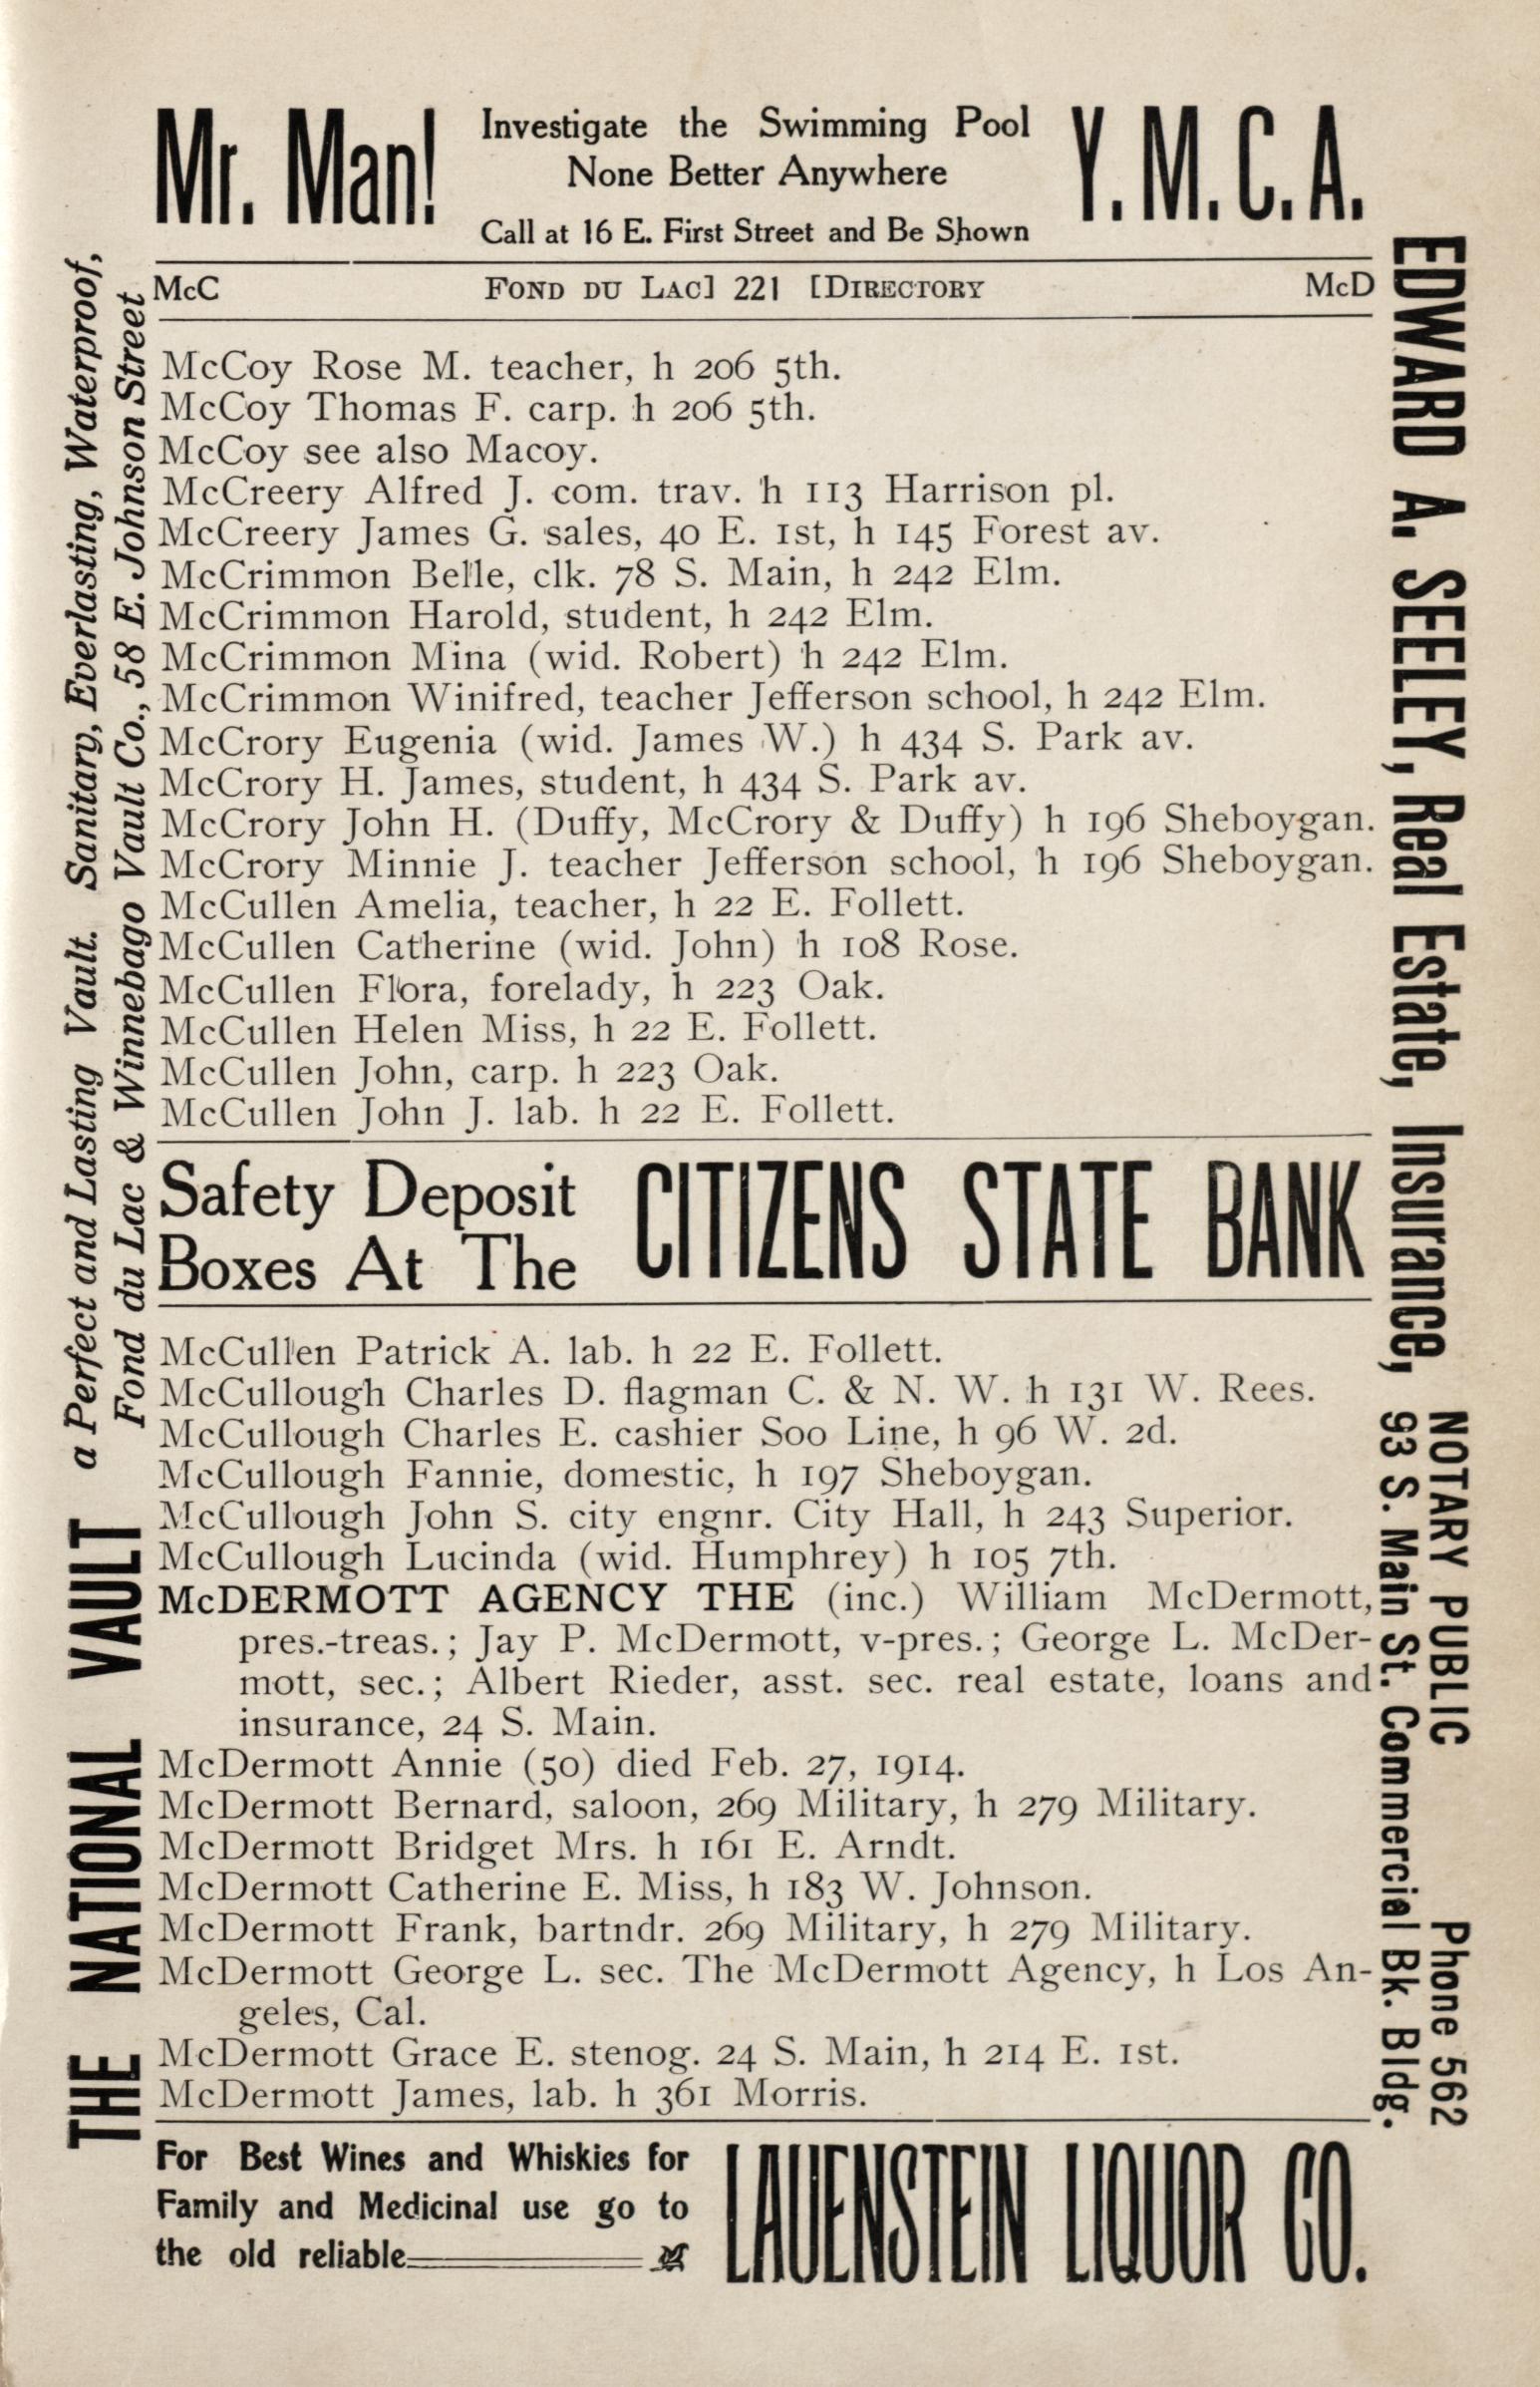 Mr. Man!
Investigate the Swimming Pool
None Better Anywhere
Call at 16 E. First Street and Be Shown
Y. M. C. A.
McC
FOND DU LAC] 221 [DIRECTORY
McD
McCoy Rose M. teacher, h 206 5th.
McCoy Thomas F. carp. h 206 5th.
McCoy see also Macoy.
McCreery Alfred J. com. trav. h 113 Harrison pl.
McCreery James G. sales, 40 E. 1st, h 145 Forest av.
McCrimmon Belle, clk. 78 S. Main, h 242 Elm.
McCrimmon Harold, student, h 242 Elm.
McCrimmon Mina (wid. Robert) h 242 Elm.
McCrimmon Winifred, teacher Jefferson school, h 242 Elm.
McCrory Eugenia (wid. James W.) h 434 S. Park av.
McCrory H. James, student, h 434 S. Park av.
McCrory John H. (Duffy, McCrory & Duffy) h 196 Sheboygan.
McCrory Minnie J. teacher Jefferson school, h 196 Sheboygan.
McCullen Amelia, teacher, h 22 E. Follett.
McCullen Catherine (wid. John) h 108 Rose.
McCullen Flora, forelady, h 223 Oak.
McCullen Helen Miss, h 22 E. Follett.
McCullen John, carp. h 223 Oak.
McCullen John J. lab. h 22 E. Follett.
Safety Deposit
Boxes At The
CITIZENS STATE BANK
McCullen Patrick A. lab. h 22 E. Follett.
McCullough Charles D. flagman C. & N. W. h 131 W. Rees.
McCullough Charles E. cashier Soo Line, h 96 W. 2d.
McCullough Fannie, domestic, h 197 Sheboygan.
McCullough John S. city engnr. City Hall, h 243 Superior.
McCullough Lucinda (wid. Humphrey) h 105 7th.
McDERMOTT AGENCY THE (inc.) William McDermott,
pres.-treas.; Jay P. McDermott, v-pres.; George L. McDer-
mott, sec.; Albert Rieder, asst. sec. real estate, loans and
insurance, 24 S. Main.
McDermott Annie (50) died Feb. 27, 1914.
McDermott Bernard, saloon, 269 Military, h 279 Military.
McDermott Bridget Mrs. h 161 E. Arndt.
McDermott Catherine E. Miss, h 183 W. Johnson.
McDermott Frank, bartndr. 269 Military, h 279 Military.
McDermott George L. sec. The McDermott Agency, h Los An-
geles, Cal.
McDermott Grace E. stenog. 24 S. Main, h 214 E. 1st.
McDermott James, lab. h 361 Morris.
For Best Wines and Whiskies for
Family and Medicinal use go to
the old reliable
LAUENSTEIN LIQUOR CO.
THE NATIONAL VAULT
a Perfect and Lasting Vault. Sanitary, Everlasting, Waterproof,
Fond du Lac & Winnebago Vault Co., 58 E. Johnson Street
EDWARD A. SEELEY, Real Estate, Insurance,
NOTARY PUBLIC Phone 562
93 S. Main St. Commercial Bk. Bldg.